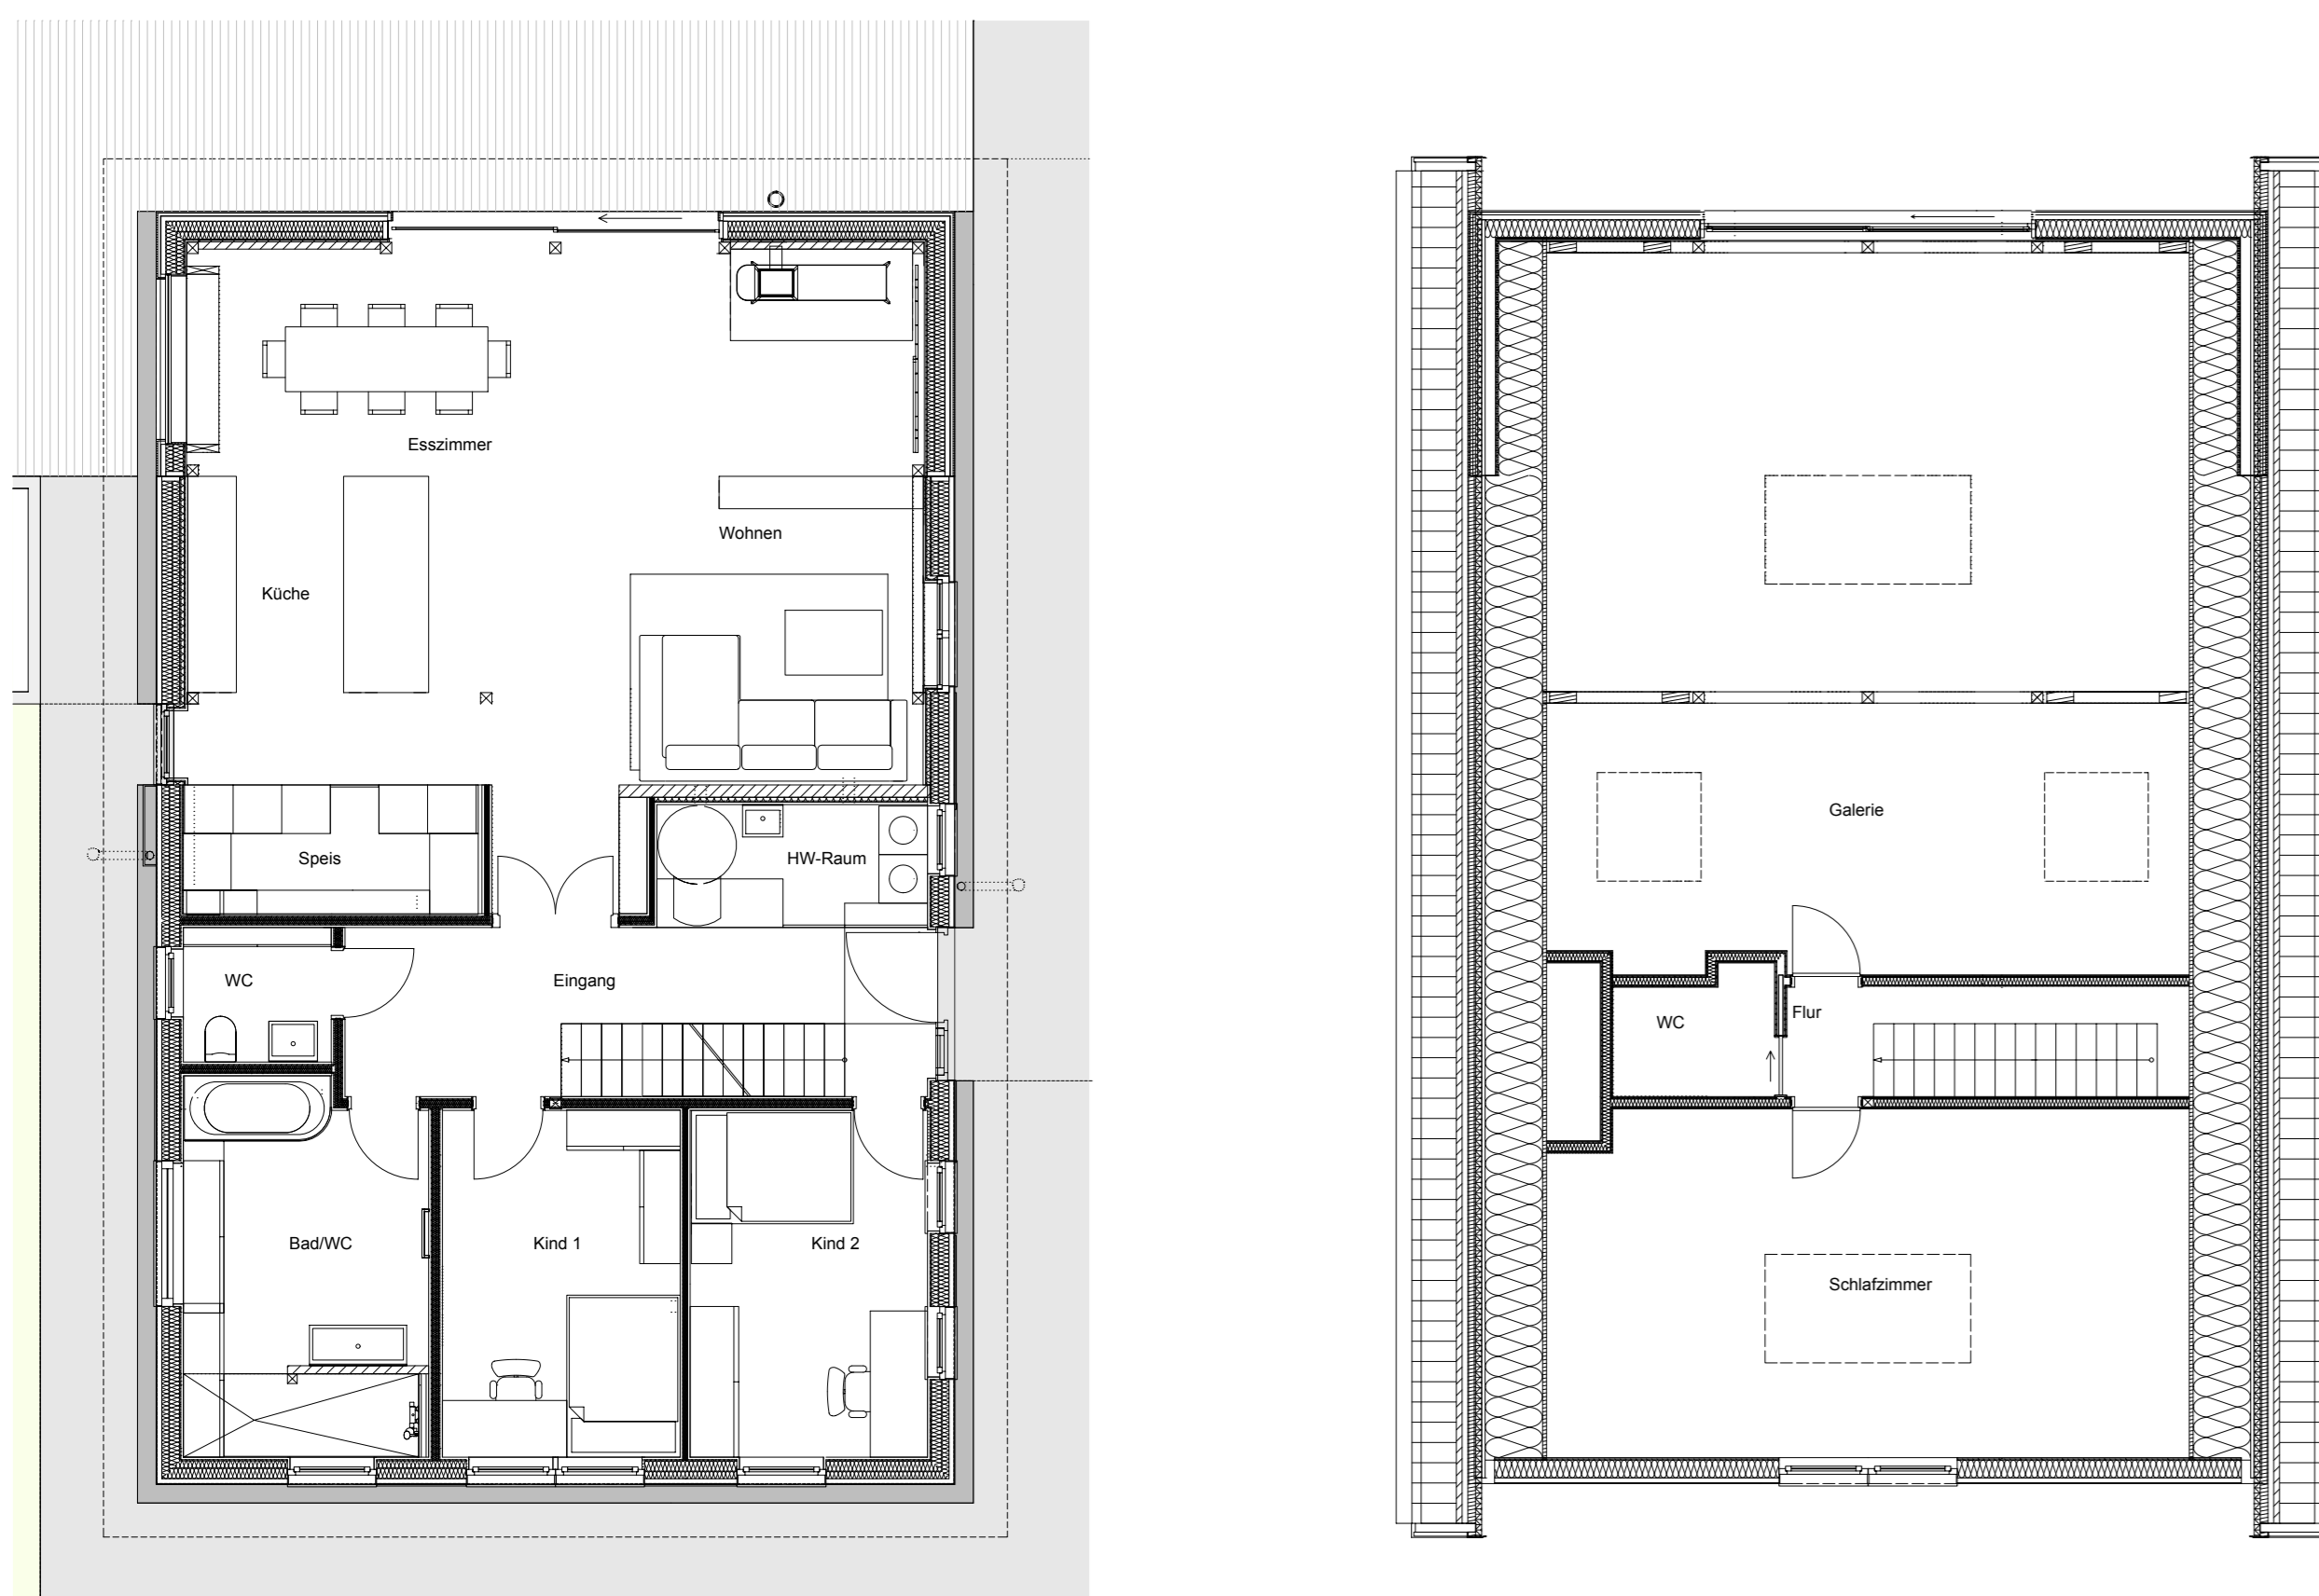 Esszimmer
Wohnen
Küche
Speis
HW-Raum
WC
Eingang
Bad/WC
Kind 1
Kind 2
Galerie
WC
Flur
Schlafzimmer